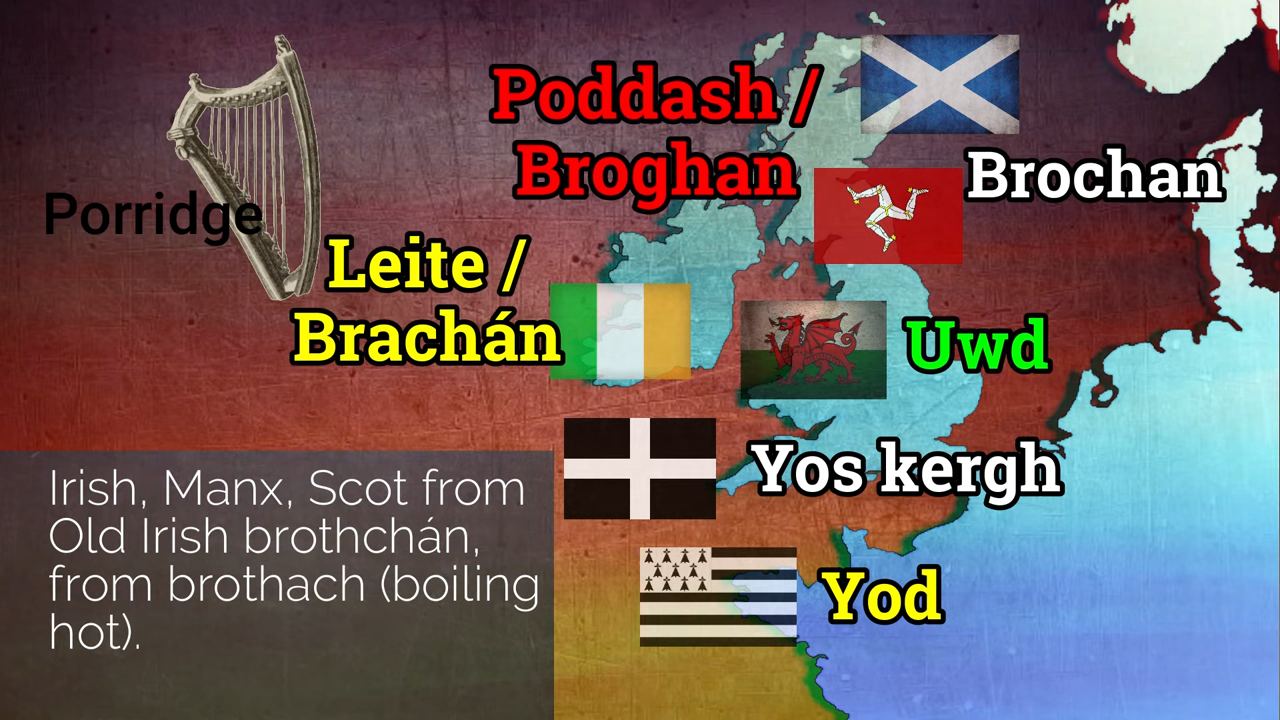 Porridge
Poddash /
Broghan
Brochan
Leite /
Brachán
Uwd
Yos kergh
Yod
Irish, Manx, Scot from
Old Irish brothchán,
from brothach (boiling
hot).